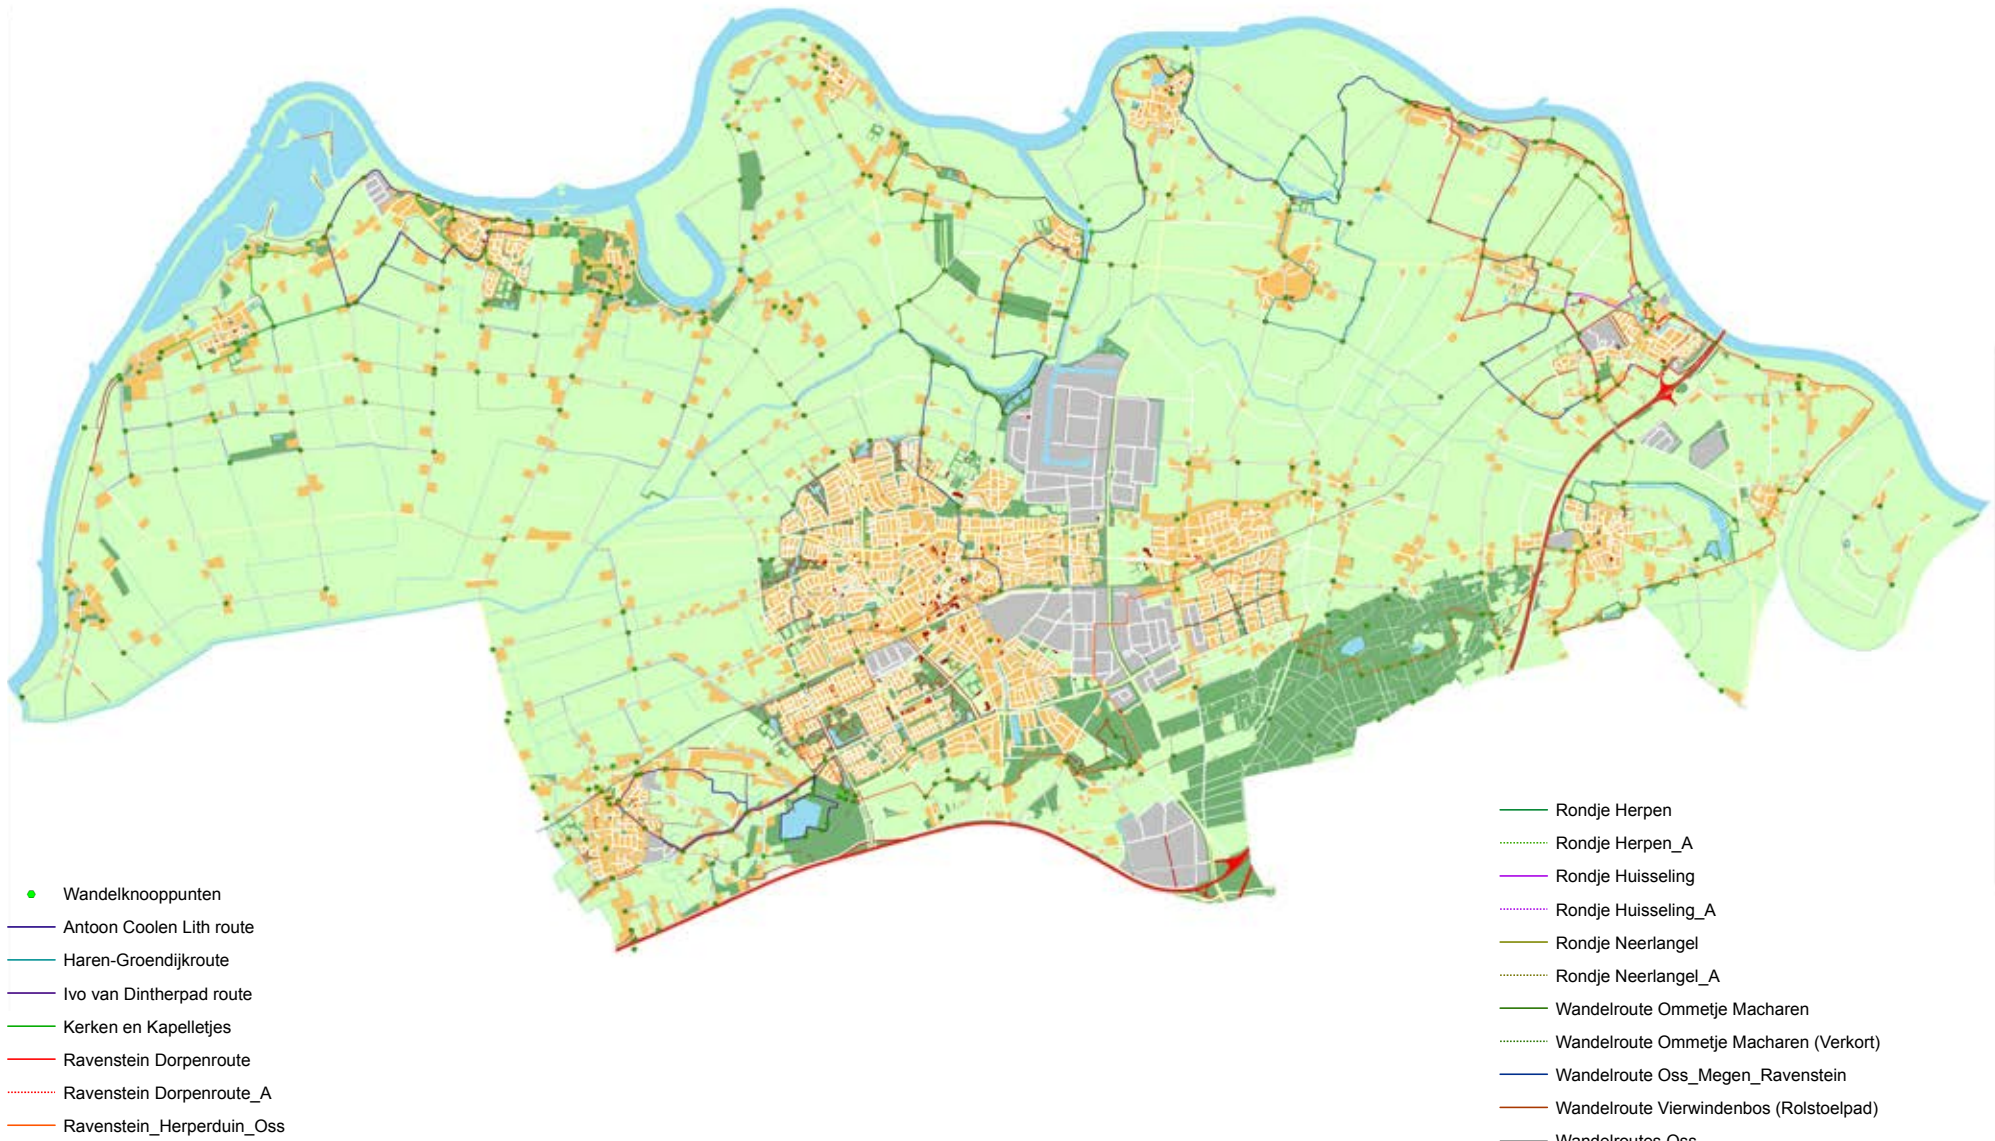 Wandelknooppunten
Antoon Coolen Lith route
Haren-Groendijkroute
Ivo van Dintherpad route
Kerken en Kapelletjes
Ravenstein Dorpenroute
Ravenstein Dorpenroute_A
Ravenstein_Herperduin_Oss
Rondje Herpen
Rondje Herpen_A
Rondje Huisseling
Rondje Huisseling_A
Rondje Neerlangel
Rondje Neerlangel_A
Wandelroute Ommetje Macharen
Wandelroute Ommetje Macharen (Verkort)
Wandelroute Oss_Megen_Ravenstein
Wandelroute Vierwindenbos (Rolstoelpad)
Wandelroutes Oss